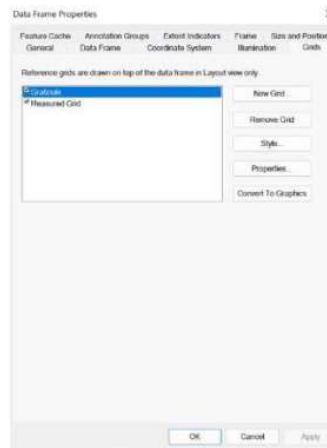 Data Frame Properties
Feature Cache Annotation Groups Extent Indicators Frame Size and Position
General Data Frame Coordinate System Illumination Grids
Reference grids are drawn on top of the data frame in Layout view only.
Graticule
Measured Grid
New Grid...
Remove Grid
Style...
Properties...
Convert To Graphics
OK Cancel Apply